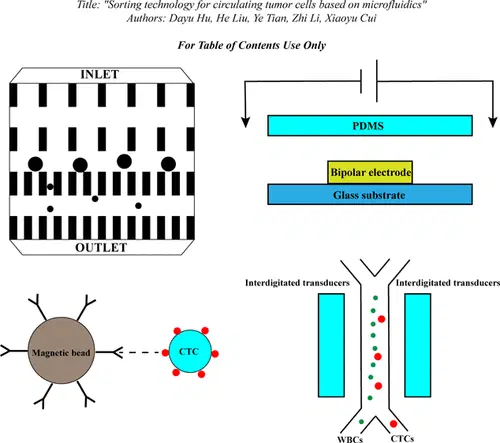 Title: "Sorting technology for circulating tumor cells based on microfluidics"
Authors: Dayu Hu, He Liu, Ye Tian, Zhi Li, Xiaoyu Cui
For Table of Contents Use Only
INLET
OUTLET
PDMS
Bipolar electrode
Glass substrate
Magnetic bead
CTC
Interdigitated transducers
Interdigitated transducers
WBCs
CTCs